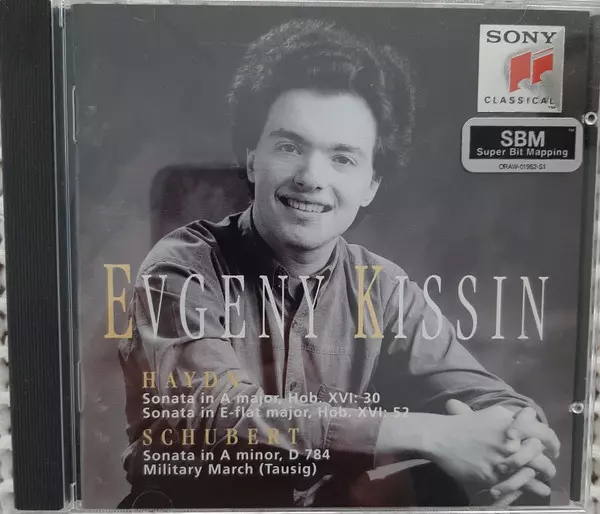 SONY
CLASSICAL
SBM™
Super Bit Mapping
EVGENY KISSIN
HAYDN
Sonata in A major, Hob. XVI: 30
Sonata in E-flat major, Hob. XVI: 52
SCHUBERT
Sonata in A minor, D 784
Military March (Tausig)